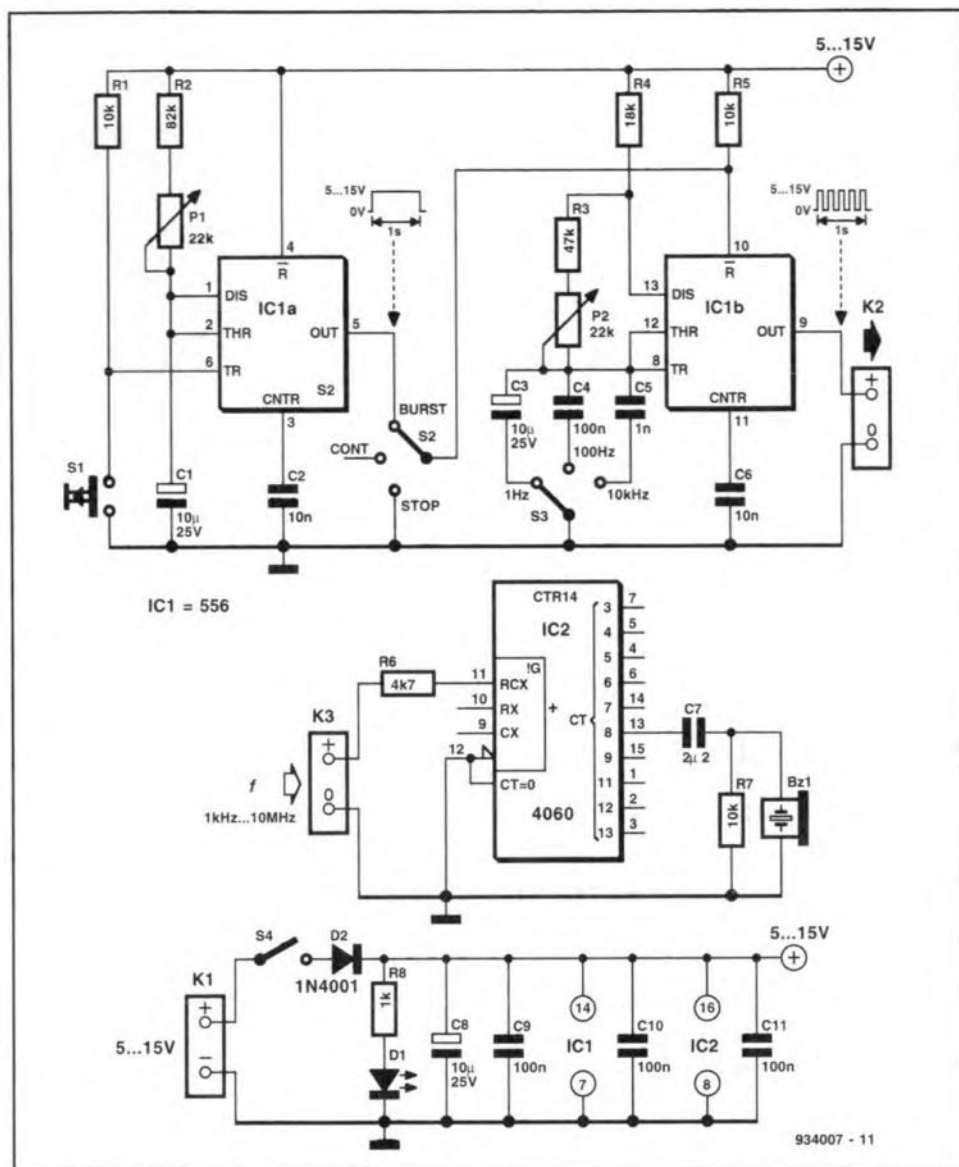 5...15V
R1
10k
R2
82k
R4
18k
R5
10k
P1
22k
5...15V
0V
1s
R3
47k
5...15V
0V
1s
4
R
10
R
1
DIS
IC1a
2
THR
OUT
5
6
TR
S2
CNTR
3
P2
22k
13
DIS
IC1b
12
THR
OUT
9
8
TR
CNTR
11
K2
+
0
BURST
S2
CONT
STOP
C3
10µ
25V
C4
100n
C5
1n
100Hz
1Hz
10kHz
S3
S1
C1
10µ
25V
C2
10n
C6
10n
IC1 = 556
CTR14
IC2
3
7
4
5
5
4
6
6
7
14
8
13
9
15
11
1
12
2
13
3
!G
R6
4k7
11
RCX
10
RX
9
CX
+
CT
12
CT=0
4060
K3
+
0
f
1kHz...10MHz
C7
2µ2
R7
10k
Bz1
5...15V
S4
D2
1N4001
K1
+
−
5...15V
R8
1k
D1
C8
10µ
25V
C9
100n
14
IC1
7
C10
100n
16
IC2
8
C11
100n
934007 - 11